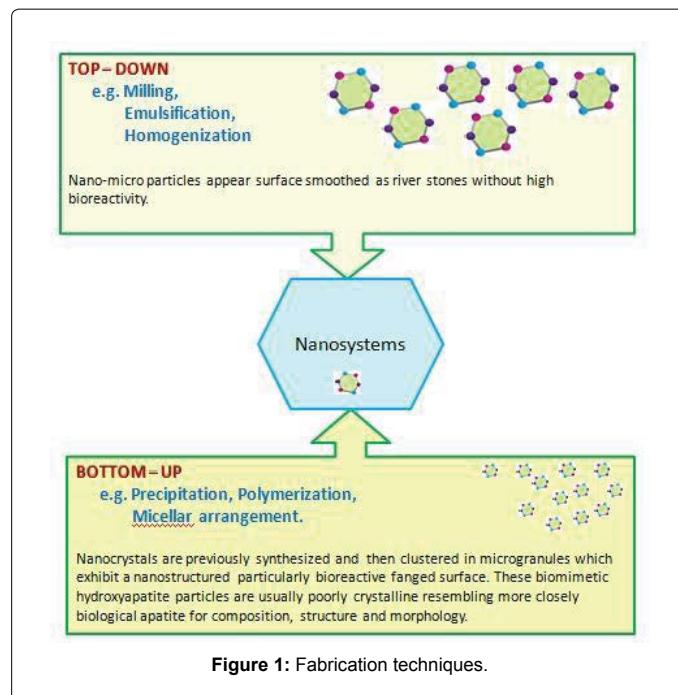 TOP – DOWN
e.g. Milling,
Emulsification,
Homogenization
Nano-micro particles appear surface smoothed as river stones without high
bioreactivity.
Nanosystems
BOTTOM – UP
e.g. Precipitation, Polymerization,
Micellar arrangement.
Nanocrystals are previously synthesized and then clustered in microgranules which
exhibit a nanostructured particularly bioreactive fanged surface. These biomimetic
hydroxyapatite particles are usually poorly crystalline resembling more closely
biological apatite for composition, structure and morphology.
Figure 1: Fabrication techniques.